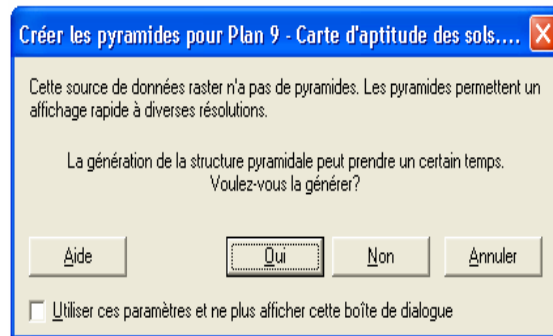 Créer les pyramides pour Plan 9 - Carte d'aptitude des sols....
Cette source de données raster n'a pas de pyramides. Les pyramides permettent un
affichage rapide à diverses résolutions.
La génération de la structure pyramidale peut prendre un certain temps.
Voulez-vous la générer?
Aide
Oui
Non
Annuler
Utiliser ces paramètres et ne plus afficher cette boîte de dialogue